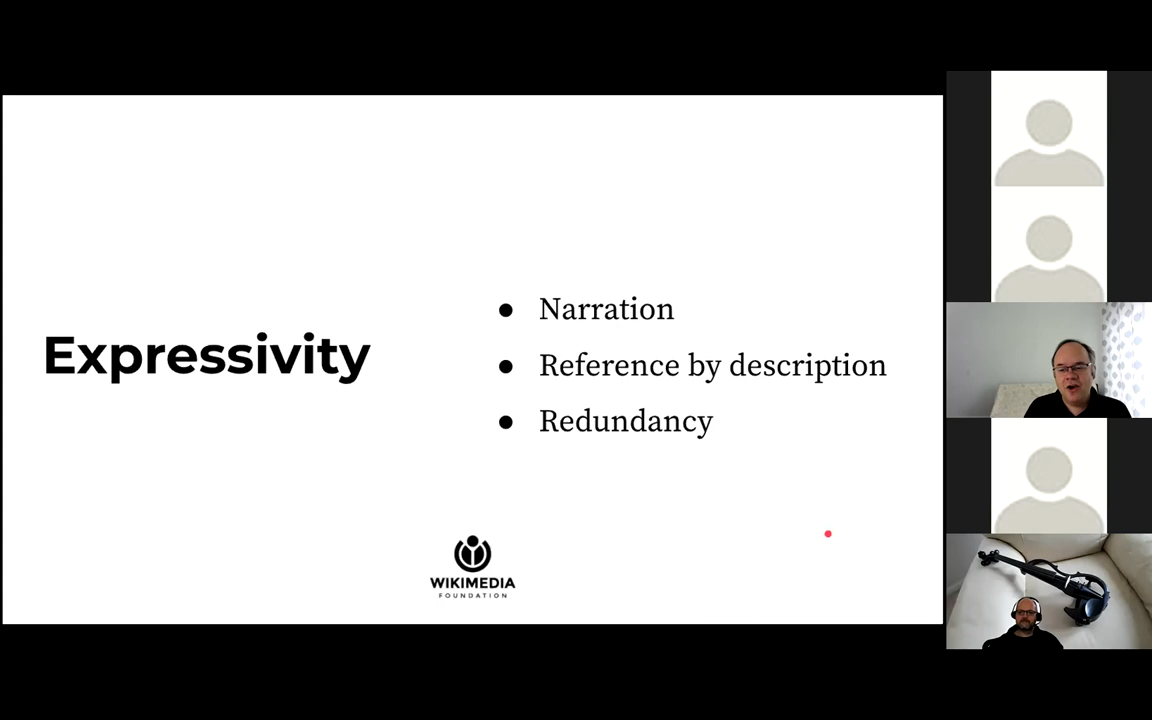 Expressivity
● Narration
● Reference by description
● Redundancy
WIKIMEDIA
FOUNDATION